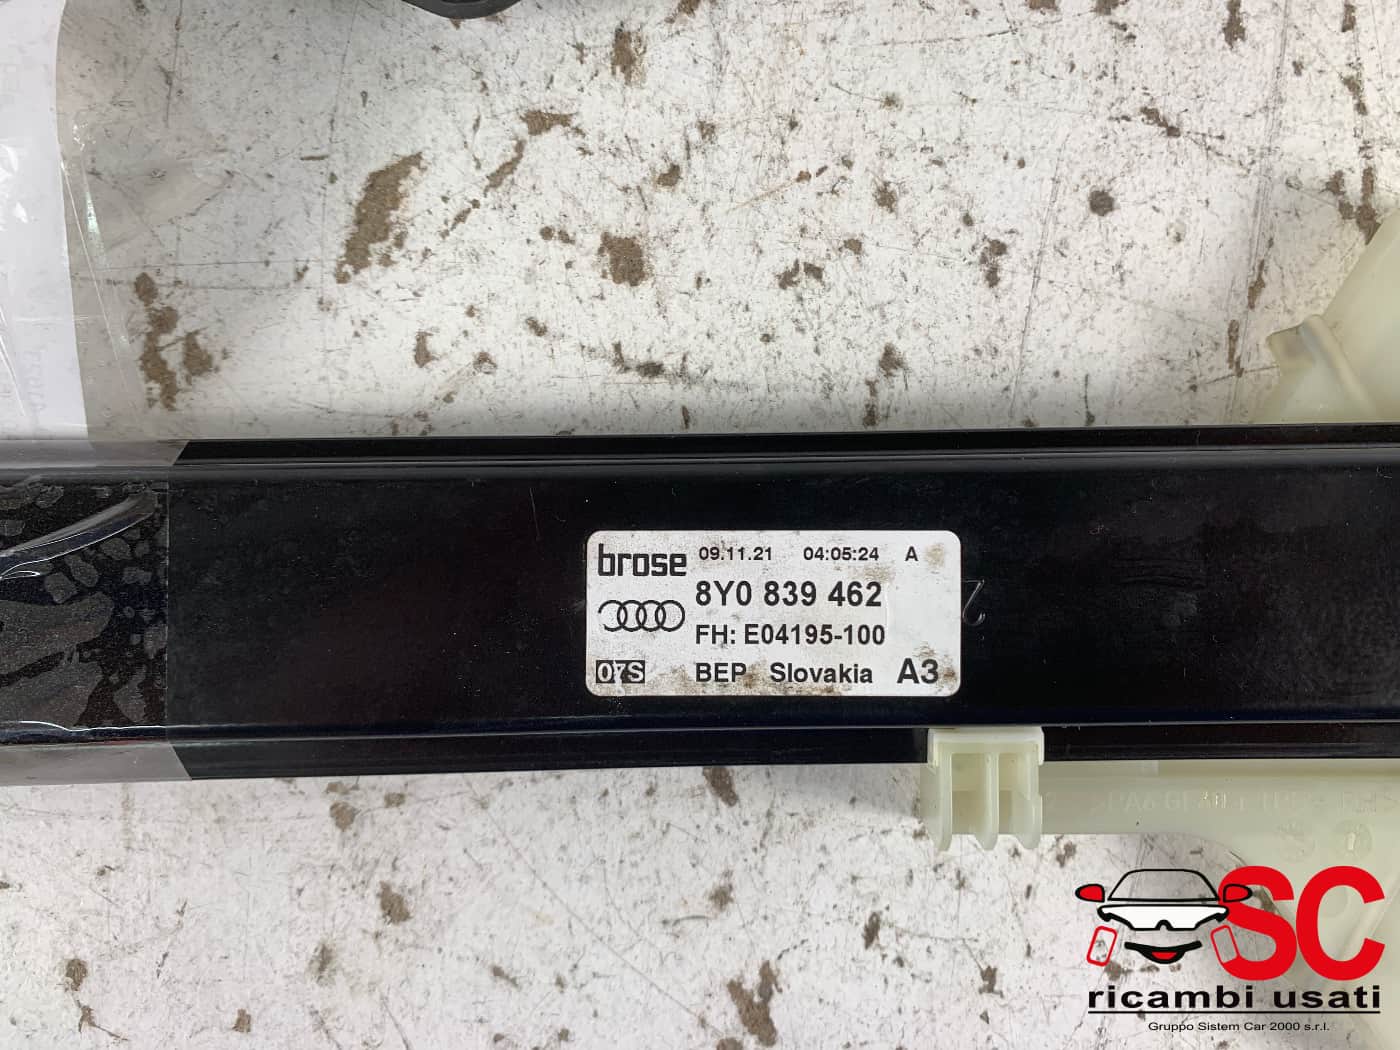 brose 09.11.21 04:05:24 A
8Y0 839 462
FH: E04195-100
07S BEP Slovakia A3
SC
ricambi usati
Gruppo Sistem Car 2000 s.r.l.